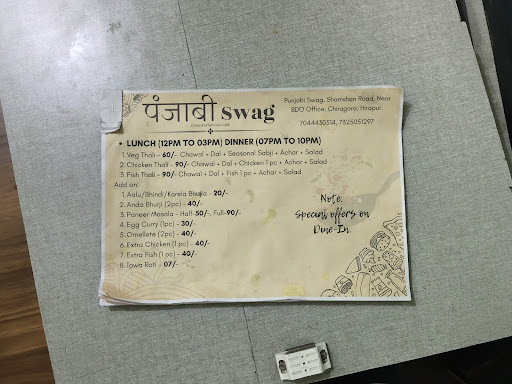 पंजाबी Swag
Punjabi Swag, Shamshan Road, Near
SDO Office, Chiragora, Hirapur.
7044430514, 7325051297
• LUNCH (12PM TO 03PM) DINNER (07PM TO 10PM)
1. Veg Thali - 60/- Chawal + Dal + Seasonal Sabji + Achar + Salad
2. Chicken Thali - 90/- Chawal + Dal + Chicken 1 pc + Achar + Salad
3. Fish Thali - 90/- Chawal + Dal + Fish 1 pc + Achar + Salad
Add on:
1. Aalu/Bhindi/Karela Bhujia - 20/-
2. Anda Bhurji (2pc) - 40/-
3. Paneer Masala - Half-50/-, Full-90/-
4. Egg Curry (1pc) - 30/-
5. Omellete (2pc) - 40/-
6. Extra Chicken (1 pc) - 40/-
7. Extra Fish (1 pc) - 40/-
8. Tawa Roti - 07/-
Note:
Special offers on
Dine-In